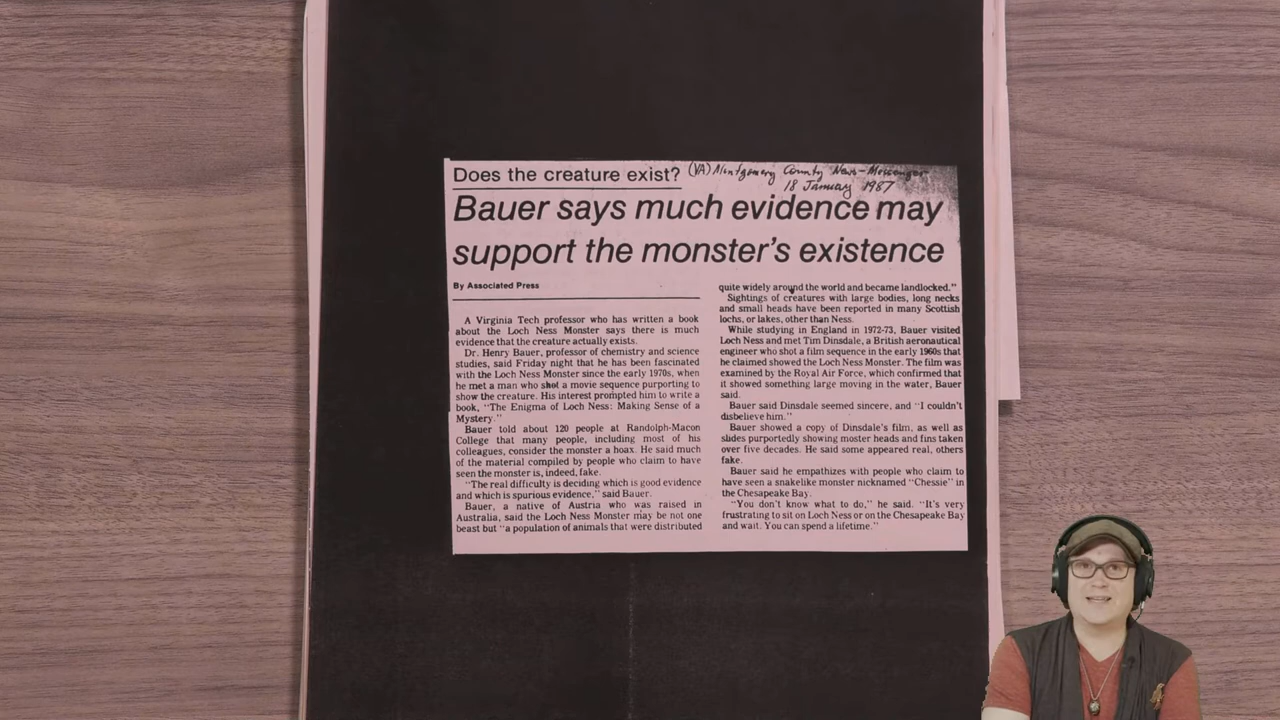 Does the creature exist? (VA) Montgomery County News-Messenger
18 January 1987
Bauer says much evidence may
support the monster's existence
By Associated Press
A Virginia Tech professor who has written a book
about the Loch Ness Monster says there is much
evidence that the creature actually exists.
Dr. Henry Bauer, professor of chemistry and science
studies, said Friday night that he has been fascinated
with the Loch Ness Monster since the early 1970s, when
he met a man who shot a movie sequence purporting to
show the creature. His interest prompted him to write a
book, "The Enigma of Loch Ness: Making Sense of a
Mystery."
Bauer told about 120 people at Randolph-Macon
College that many people, including most of his
colleagues, consider the monster a hoax. He said much
of the material compiled by people who claim to have
seen the monster is, indeed, fake.
"The real difficulty is deciding which is good evidence
and which is spurious evidence," said Bauer.
Bauer, a native of Austria who was raised in
Australia, said the Loch Ness Monster may be not one
beast but "a population of animals that were distributed
quite widely around the world and became landlocked."
Sightings of creatures with large bodies, long necks
and small heads have been reported in many Scottish
lochs, or lakes, other than Ness.
While studying in England in 1972-73, Bauer visited
Loch Ness and met Tim Dinsdale, a British aeronautical
engineer who shot a film sequence in the early 1960s that
he claimed showed the Loch Ness Monster. The film was
examined by the Royal Air Force, which confirmed that
it showed something large moving in the water, Bauer
said.
Bauer said Dinsdale seemed sincere, and "I couldn't
disbelieve him."
Bauer showed a copy of Dinsdale's film, as well as
slides purportedly showing moster heads and fins taken
over five decades. He said some appeared real, others
fake.
Bauer said he empathizes with people who claim to
have seen a snakelike monster nicknamed "Chessie" in
the Chesapeake Bay.
"You don't know what to do," he said. "It's very
frustrating to sit on Loch Ness or on the Chesapeake Bay
and wait. You can spend a lifetime."